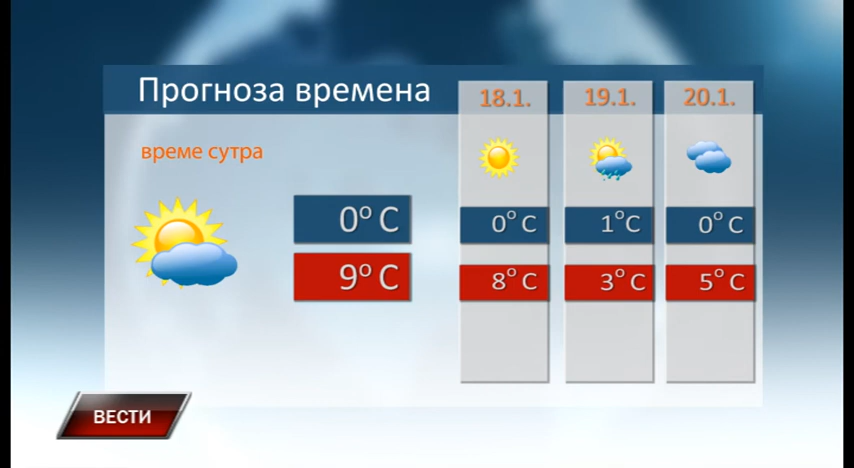 Прогноза времена
време сутра
0° C
9° C
18.1.
0° C
8° C
19.1.
1°C
3° C
20.1.
0° C
5° C
ВЕСТИ